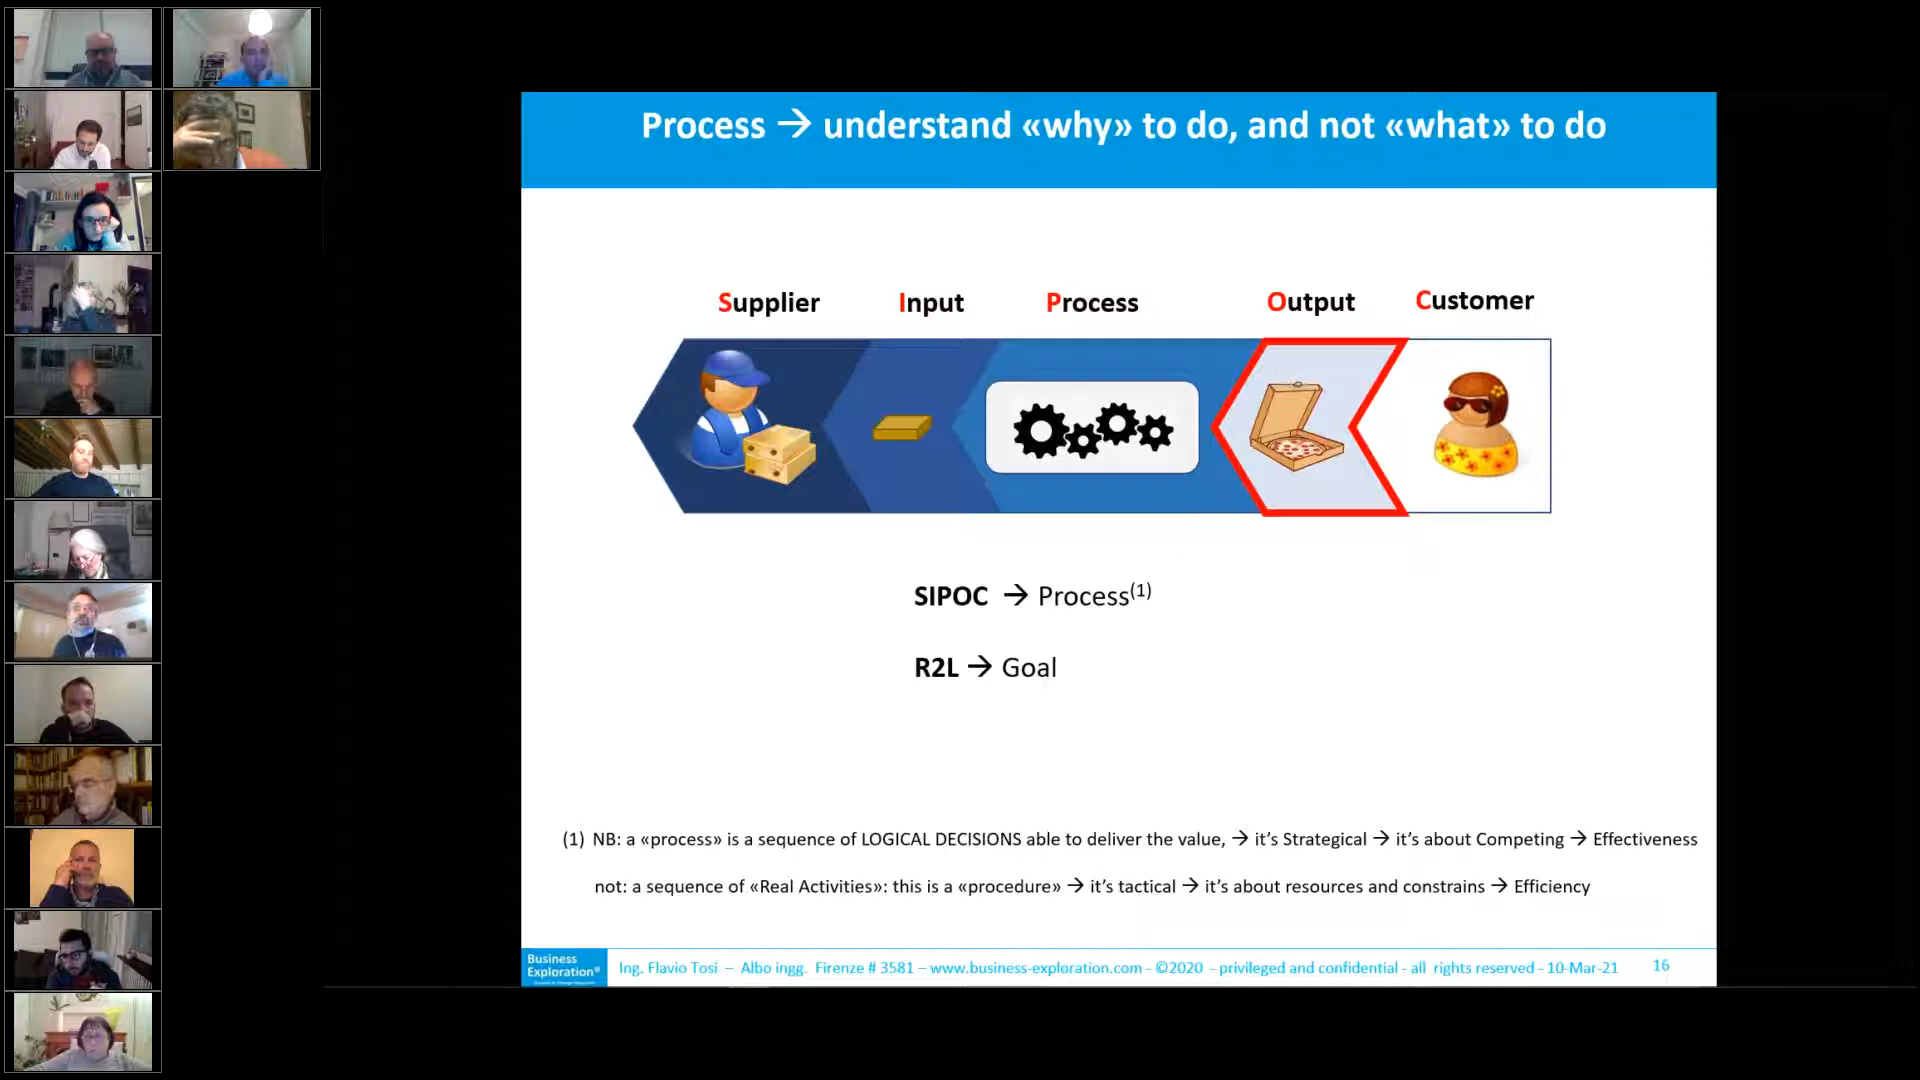 Process → understand «why» to do, and not «what» to do
Supplier Input Process Output Customer
SIPOC → Process(1)
R2L → Goal
(1) NB: a «process» is a sequence of LOGICAL DECISIONS able to deliver the value, → it's Strategical → it's about Competing → Effectiveness
not: a sequence of «Real Activities»: this is a «procedure» → it's tactical → it's about resources and constrains → Efficiency
Business
Exploration®
Ing. Flavio Tosi – Albo ingg. Firenze # 3581 – www.business-exploration.com - ©2020 - privileged and confidential - all rights reserved - 10-Mar-21 16